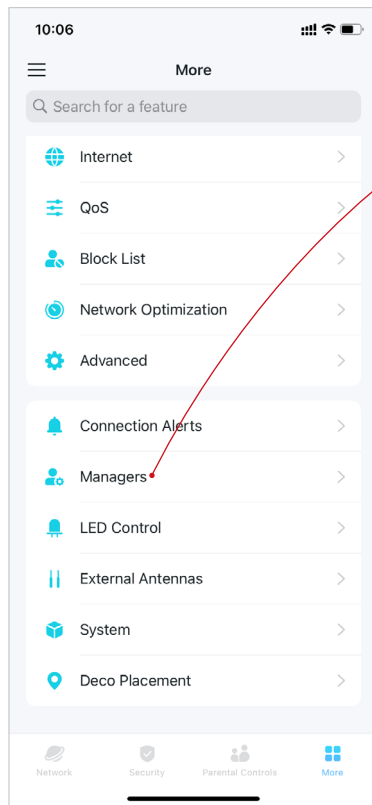 10:06
More
Search for a feature
Internet
QoS
Block List
Network Optimization
Advanced
Connection Alerts
Managers
LED Control
External Antennas
System
Deco Placement
Network Security Parental Controls More